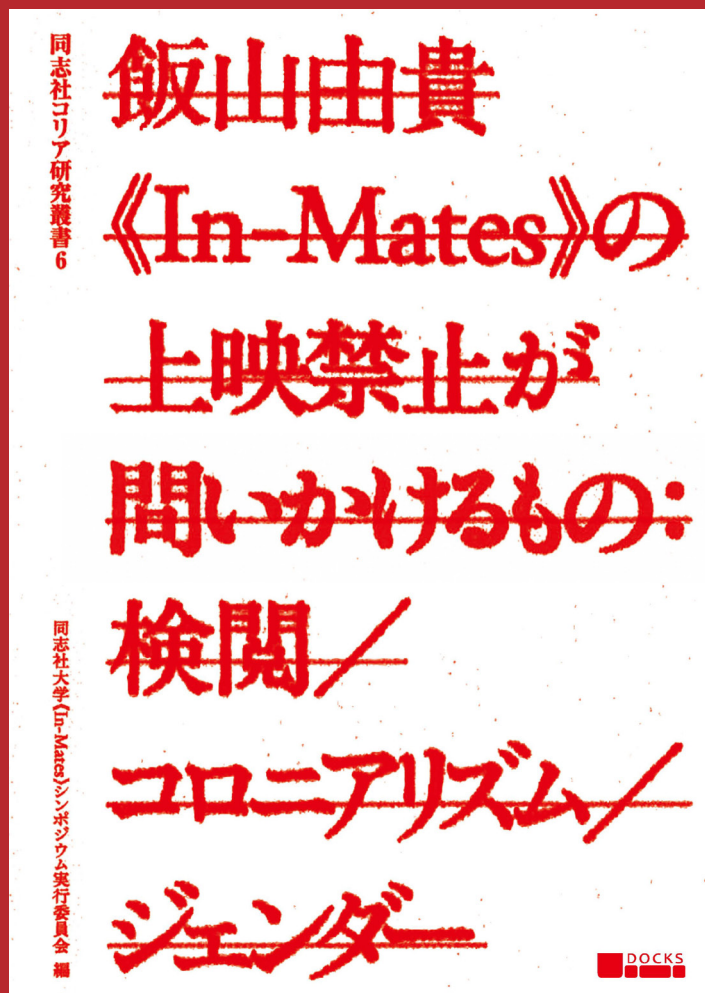 同志社コリア研究叢書6
飯山由貴
《In-Mates》の
上映禁止が
問いかけるもの:
検閲／
コロニアリズム／
ジェンダー
同志社大学《In-Mates》シンポジウム実行委員会 編
DOCKS